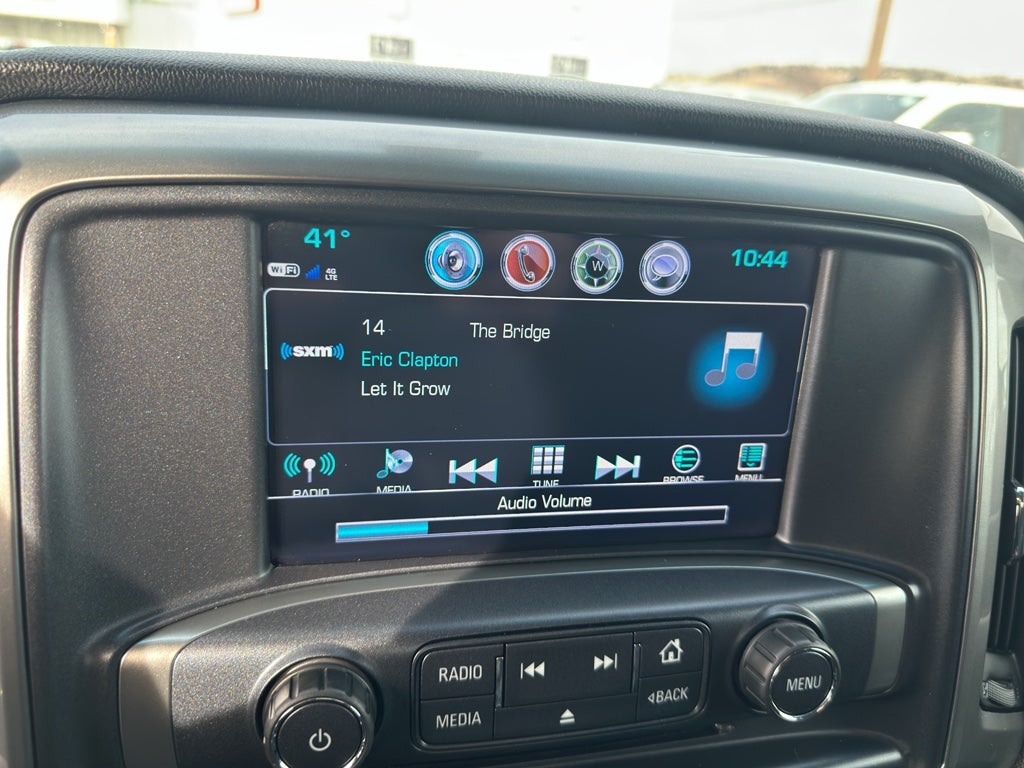 41° 10:44
WiFi 4G LTE
W
14 The Bridge
((sxm))
Eric Clapton
Let It Grow
RADIO MEDIA TUNE BROWSE MENU
Audio Volume
RADIO
MEDIA
BACK
MENU